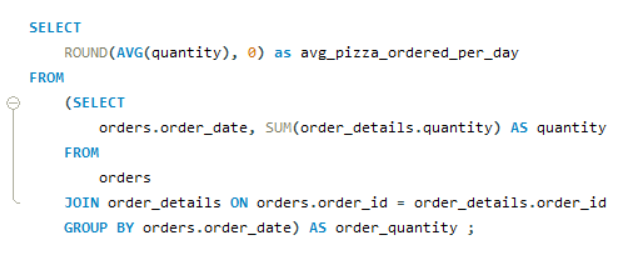 SELECT
ROUND(AVG(quantity), 0) as avg_pizza_ordered_per_day
FROM
(SELECT
orders.order_date, SUM(order_details.quantity) AS quantity
FROM
orders
JOIN order_details ON orders.order_id = order_details.order_id
GROUP BY orders.order_date) AS order_quantity ;